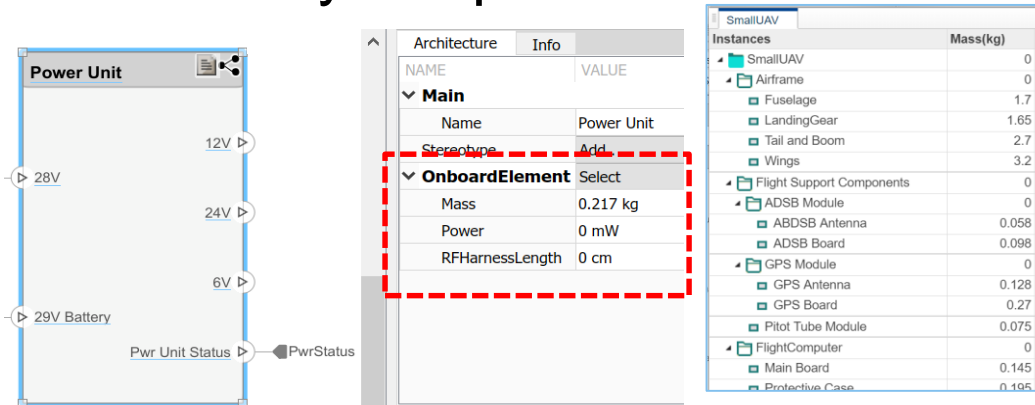 Power Unit
12V
28V
24V
6V
29V Battery
Pwr Unit Status
PwrStatus
Architecture Info
NAME VALUE
Main
Name Power Unit
Stereotype Add..
OnboardElement Select
Mass 0.217 kg
Power 0 mW
RFHarnessLength 0 cm
SmallUAV
Instances Mass(kg)
SmallUAV 0
Airframe 0
Fuselage 1.7
LandingGear 1.65
Tail and Boom 2.7
Wings 3.2
Flight Support Components 0
ADSB Module 0
ABDSB Antenna 0.058
ADSB Board 0.098
GPS Module 0
GPS Antenna 0.128
GPS Board 0.27
Pitot Tube Module 0.075
FlightComputer 0
Main Board 0.145
Protective Case 0.195